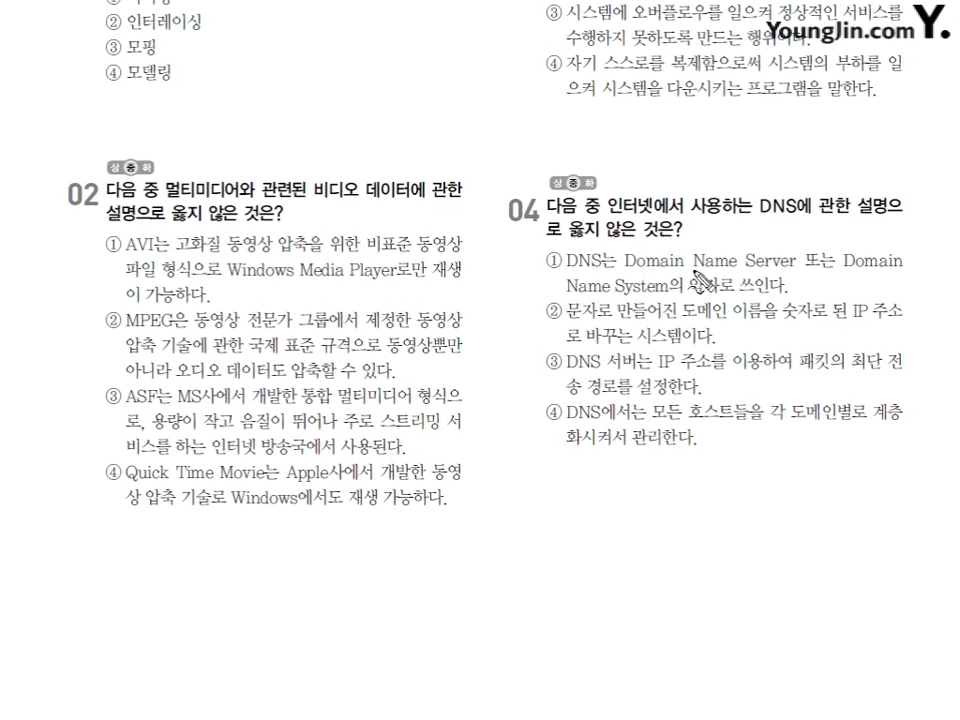 ② 인터레이싱
③ 모핑
④ 모델링
상 중 하
02 다음 중 멀티미디어와 관련된 비디오 데이터에 관한
설명으로 옳지 않은 것은?
① AVI는 고화질 동영상 압축을 위한 비표준 동영상
파일 형식으로 Windows Media Player로만 재생
이 가능하다.
② MPEG은 동영상 전문가 그룹에서 제정한 동영상
압축 기술에 관한 국제 표준 규격으로 동영상뿐만
아니라 오디오 데이터도 압축할 수 있다.
③ ASF는 MS사에서 개발한 통합 멀티미디어 형식으
로, 용량이 작고 음질이 뛰어나 주로 스트리밍 서
비스를 하는 인터넷 방송국에서 사용된다.
④ Quick Time Movie는 Apple사에서 개발한 동영
상 압축 기술로 Windows에서도 재생 가능하다.
③ 시스템에 오버플로우를 일으켜 정상적인 서비스를
수행하지 못하도록 만드는 행위이다.
YoungJin.com Y.
④ 자기 스스로를 복제함으로써 시스템의 부하를 일
으켜 시스템을 다운시키는 프로그램을 말한다.
상 중 하
04 다음 중 인터넷에서 사용하는 DNS에 관한 설명으
로 옳지 않은 것은?
① DNS는 Domain Name Server 또는 Domain
Name System의 약자로 쓰인다.
② 문자로 만들어진 도메인 이름을 숫자로 된 IP 주소
로 바꾸는 시스템이다.
③ DNS 서버는 IP 주소를 이용하여 패킷의 최단 전
송 경로를 설정한다.
④ DNS에서는 모든 호스트들을 각 도메인별로 계층
화시켜서 관리한다.